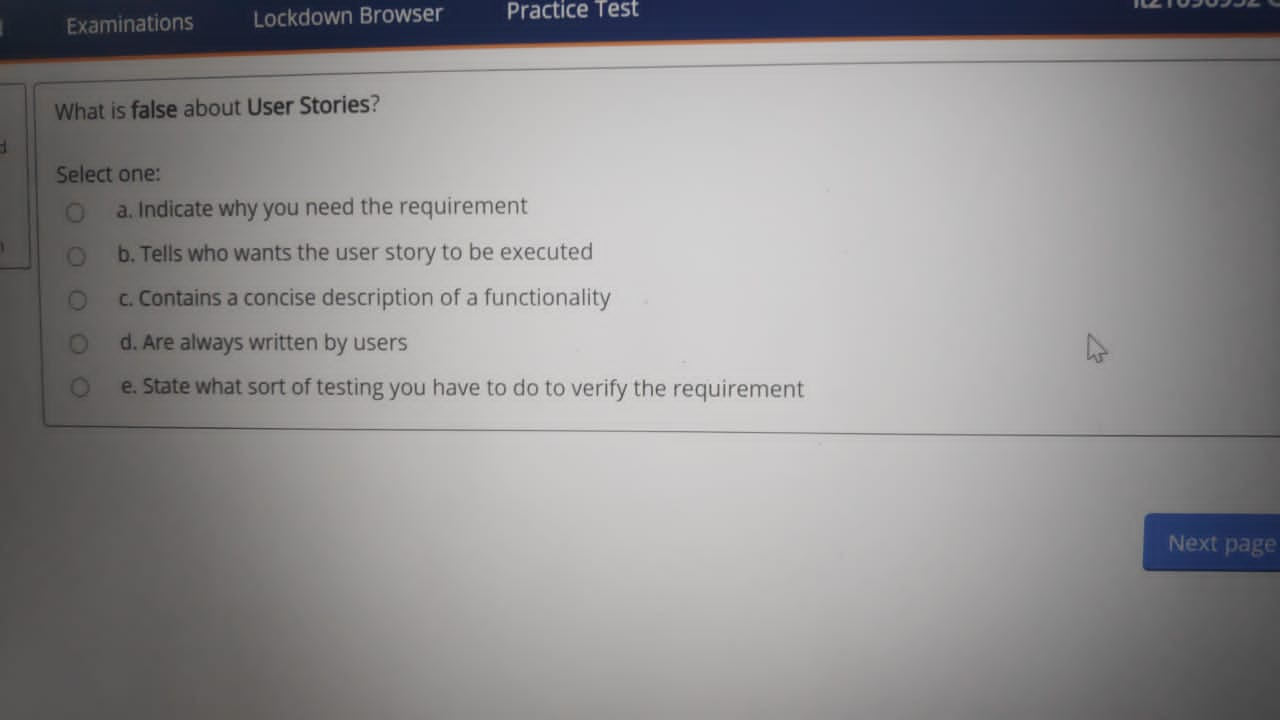 Examinations
Lockdown Browser
Practice Test
What is false about User Stories?
Select one:
a. Indicate why you need the requirement
b. Tells who wants the user story to be executed
c. Contains a concise description of a functionality
d. Are always written by users
e. State what sort of testing you have to do to verify the requirement
Next page